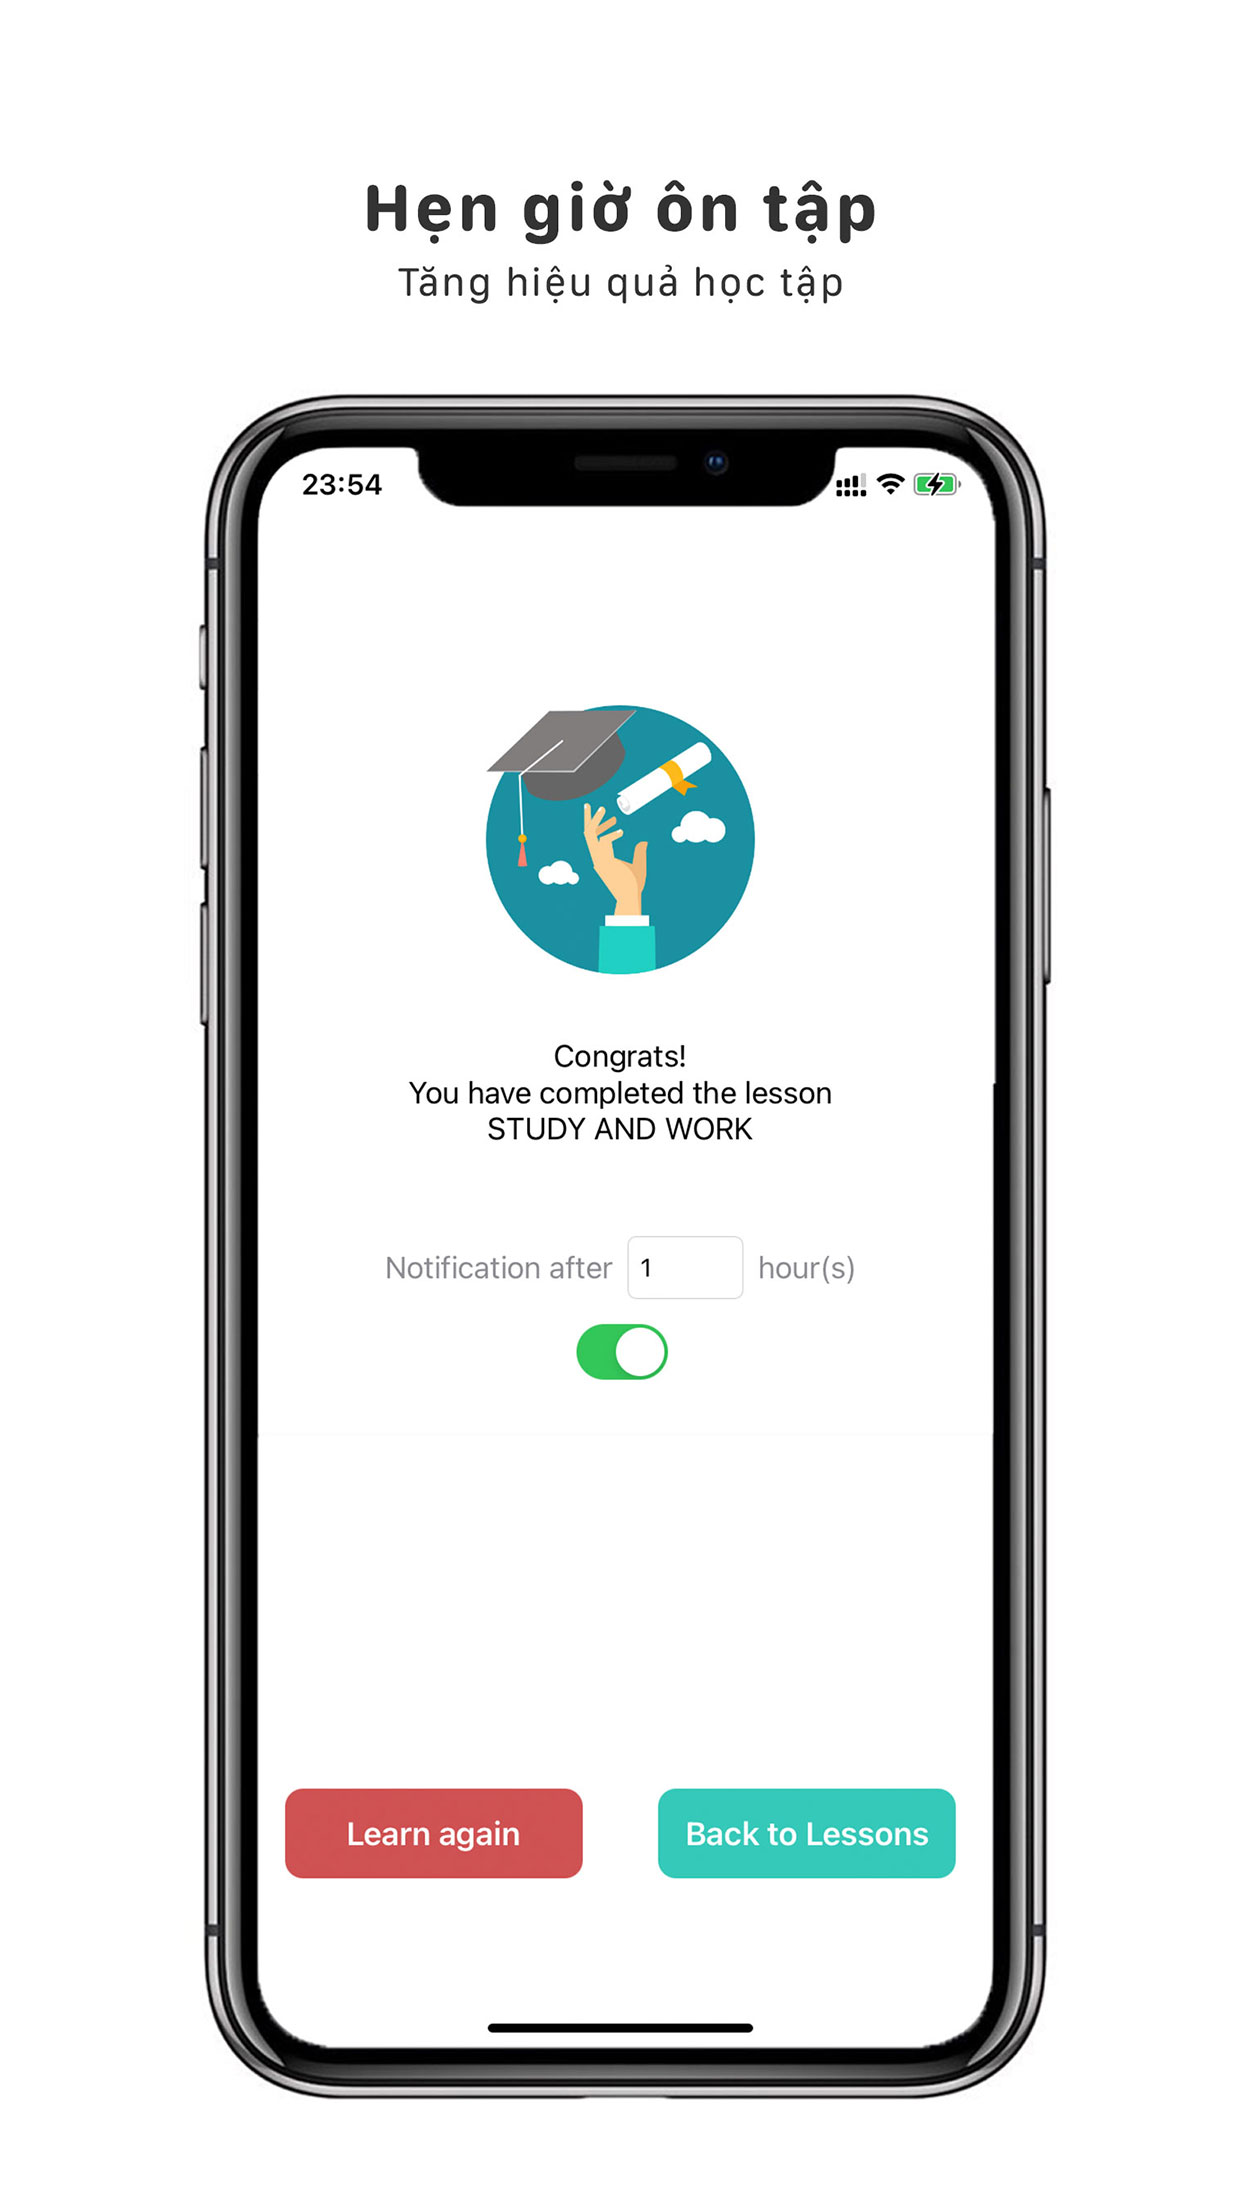 Hẹn giờ ôn tập
Tăng hiệu quả học tập
23:54
Congrats!
You have completed the lesson
STUDY AND WORK
Notification after 1 hour(s)
Learn again
Back to Lessons